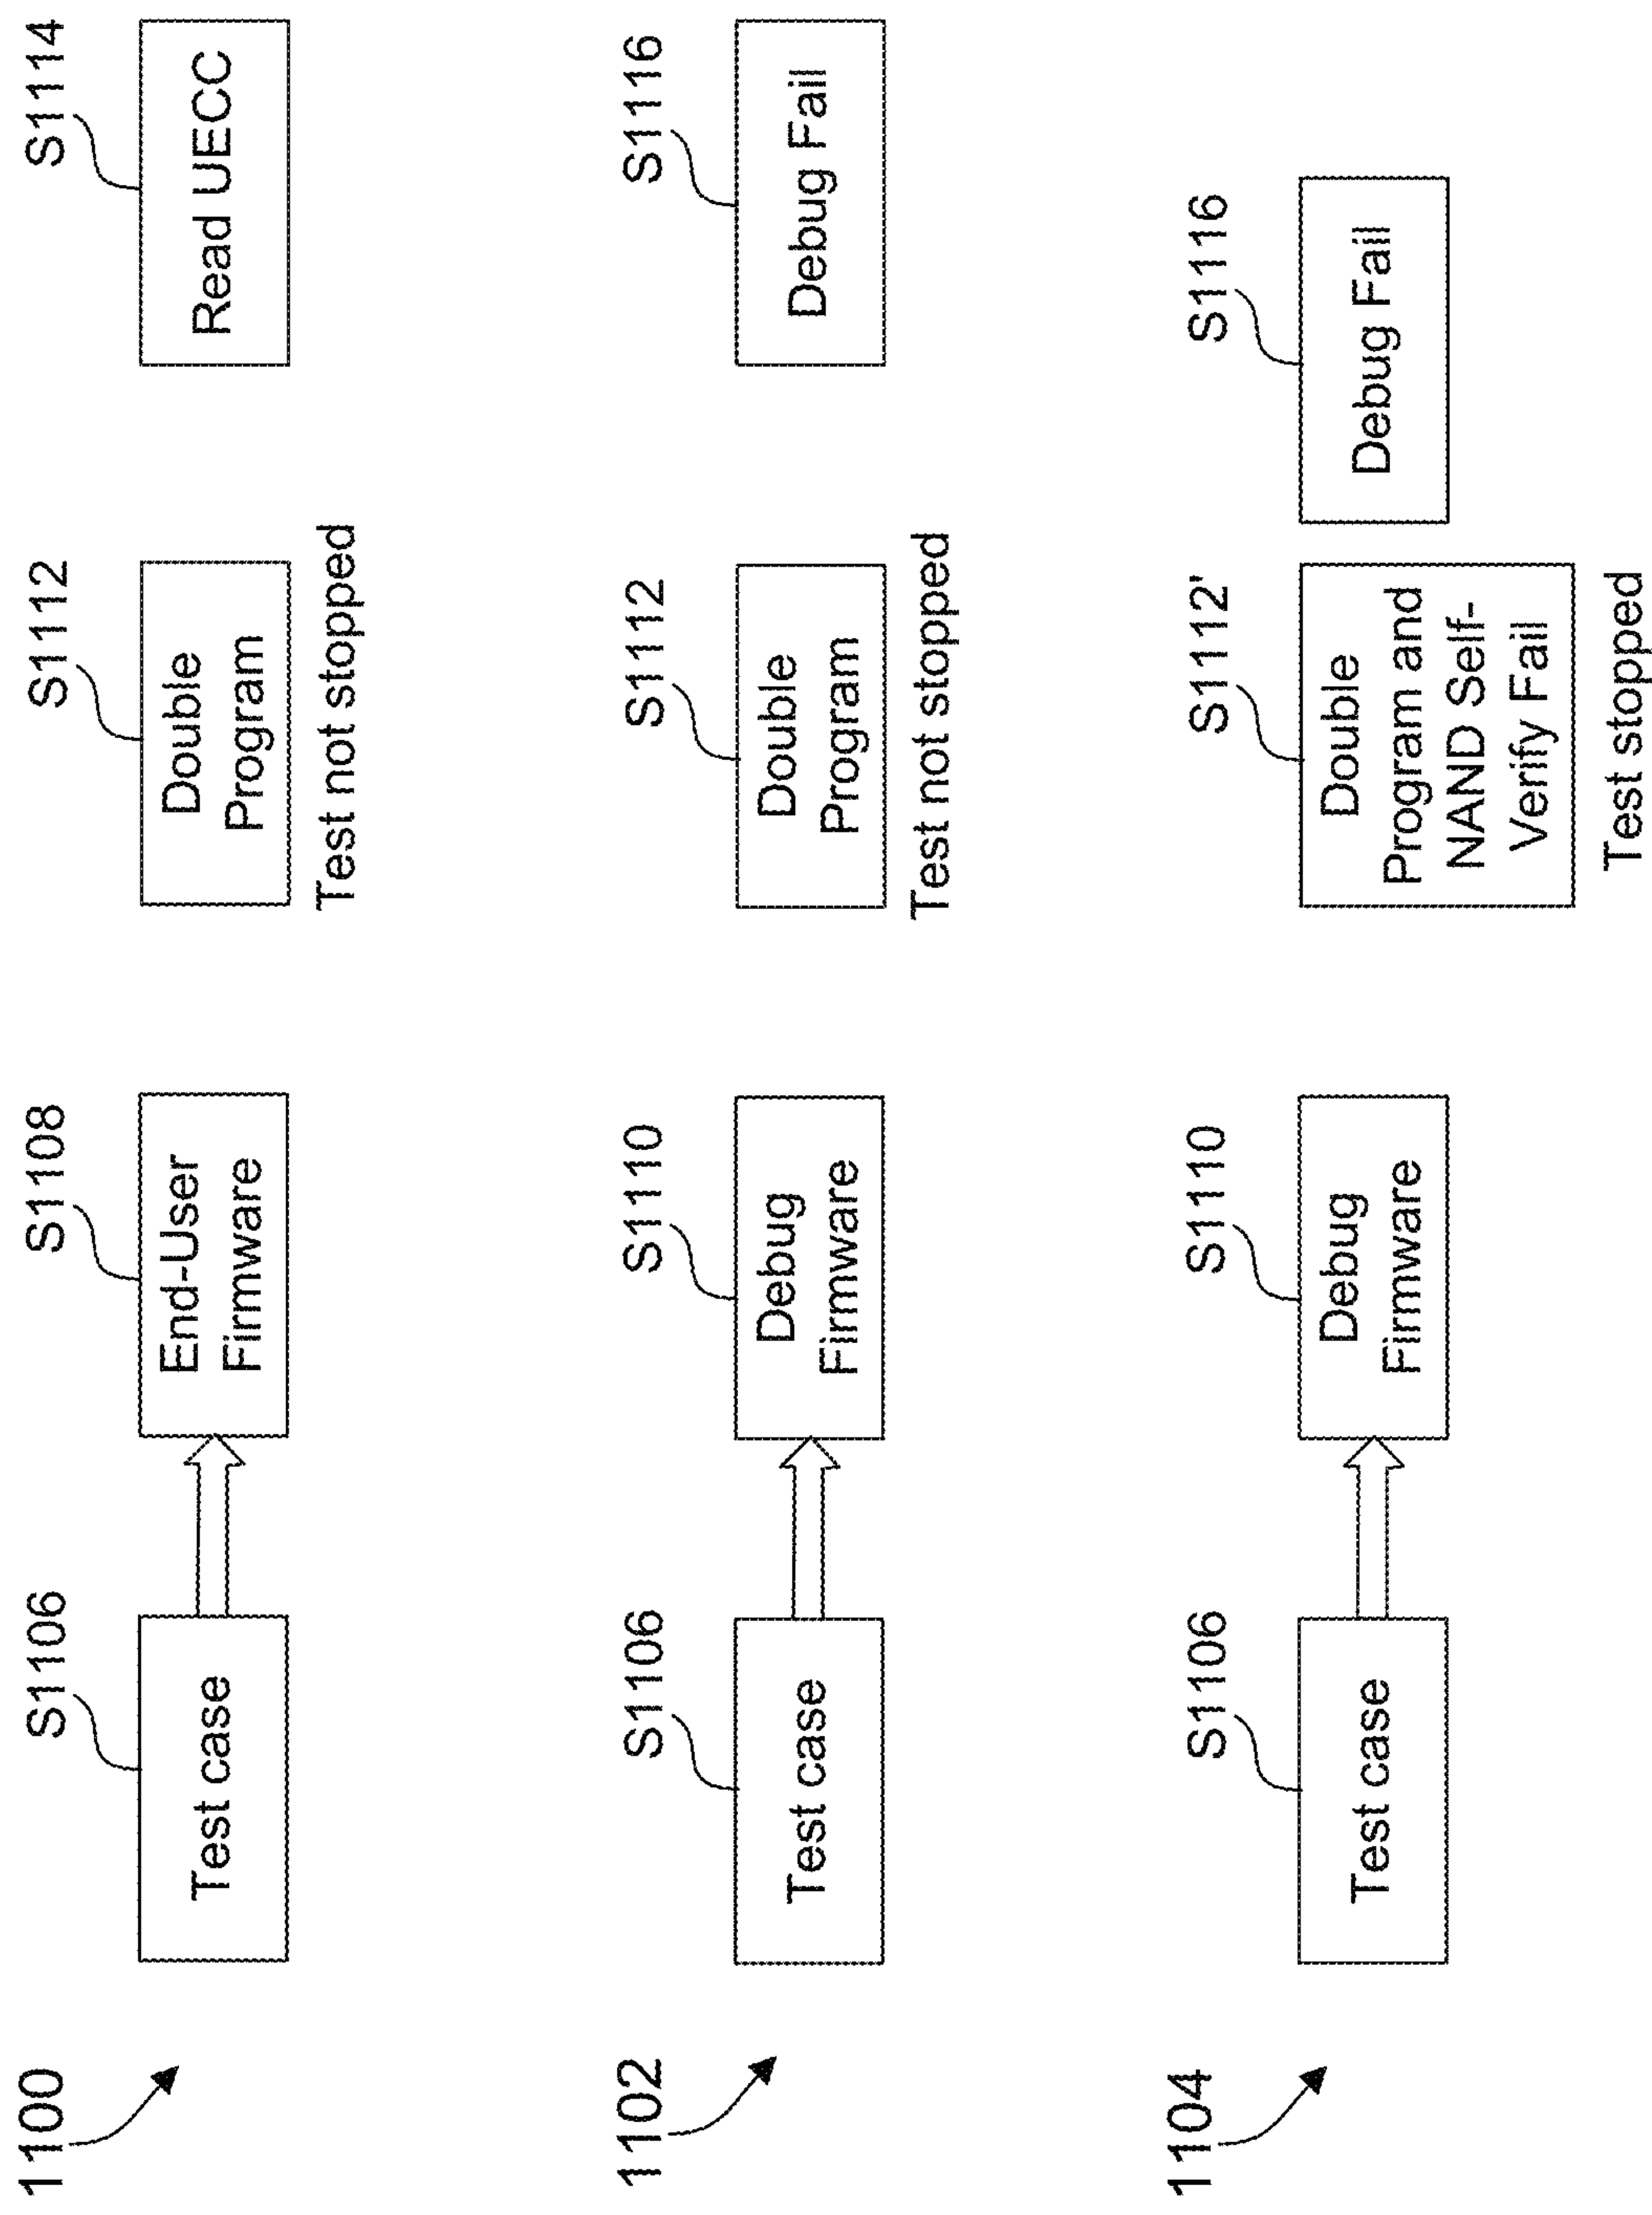 1100
S1106
Test case
S1108
End-User
Firmware
S1112
Double
Program
Test not stopped
S1114
Read UECC
1102
S1106
Test case
S1110
Debug
Firmware
S1112
Double
Program
Test not stopped
S1116
Debug Fail
1104
S1106
Test case
S1110
Debug
Firmware
S1112'
Double
Program and
NAND Self-
Verify Fail
Test stopped
S1116
Debug Fail